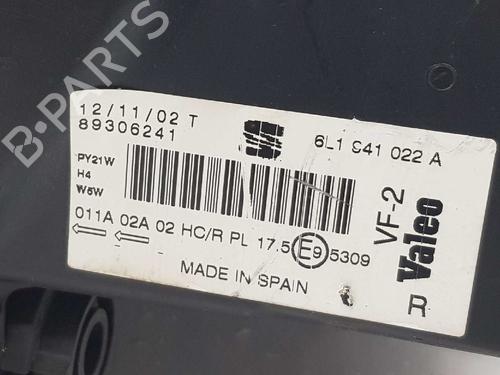 B-PARTS
12/11/02 T
89306241
6L1 941 022 A
PY21W
H4
W5W
VF-2
Valeo
011A 02A 02 HC/R PL 17.5 E9 5309
MADE IN SPAIN
R